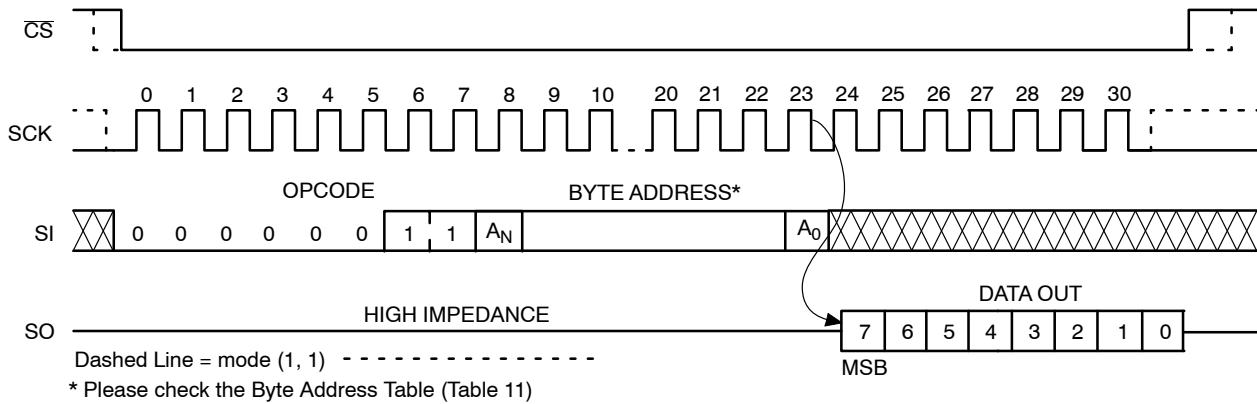 CS
0 1 2 3 4 5 6 7 8 9 10 20 21 22 23 24 25 26 27 28 29 30
SCK
OPCODE BYTE ADDRESS*
SI 0 0 0 0 0 0 1 1 AN A0
DATA OUT
HIGH IMPEDANCE
SO 7 6 5 4 3 2 1 0
Dashed Line = mode (1, 1)
MSB
* Please check the Byte Address Table (Table 11)